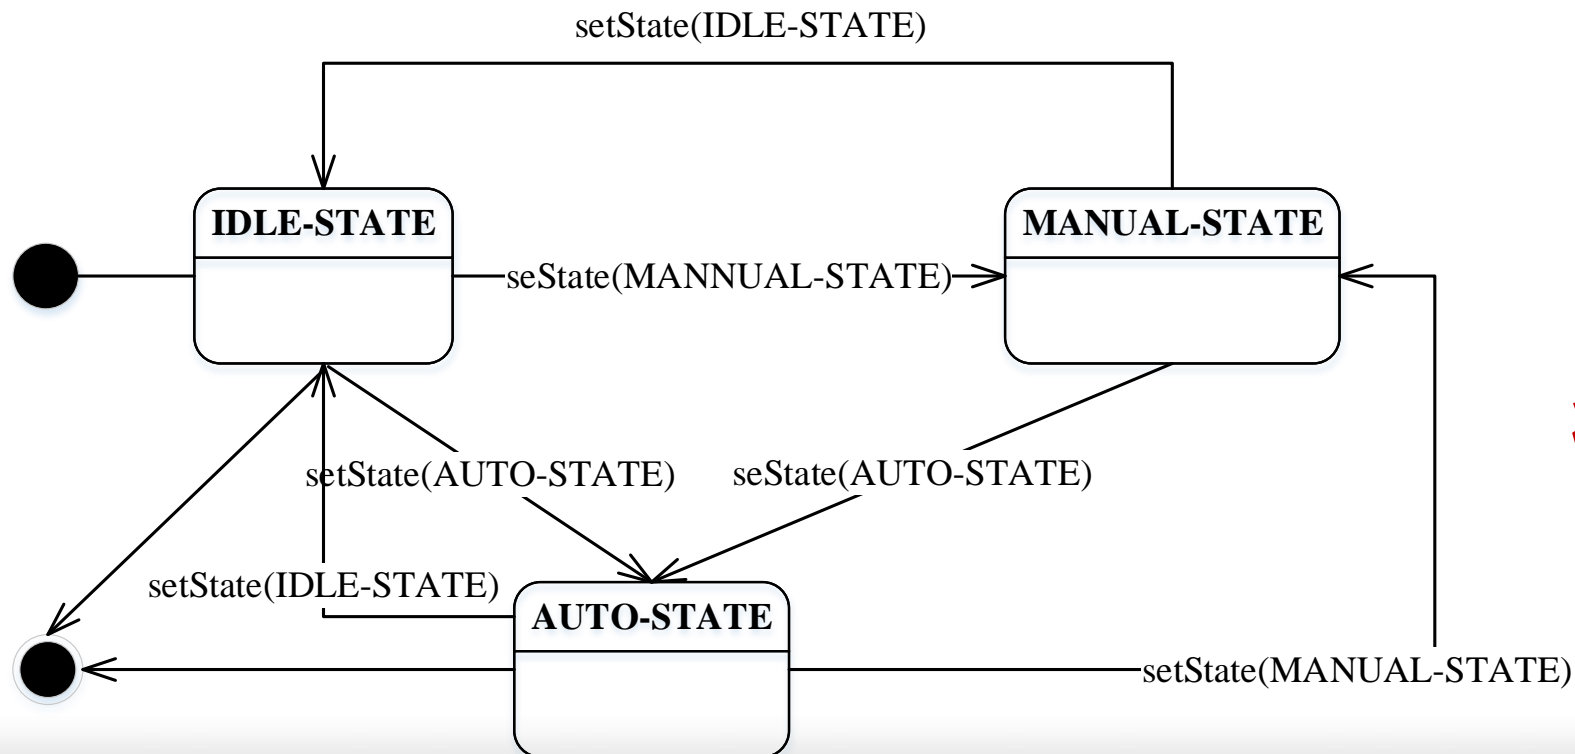 setState(IDLE-STATE)
IDLE-STATE
MANUAL-STATE
seState(MANNUAL-STATE)
setState(AUTO-STATE)
seState(AUTO-STATE)
setState(IDLE-STATE)
AUTO-STATE
setState(MANUAL-STATE)